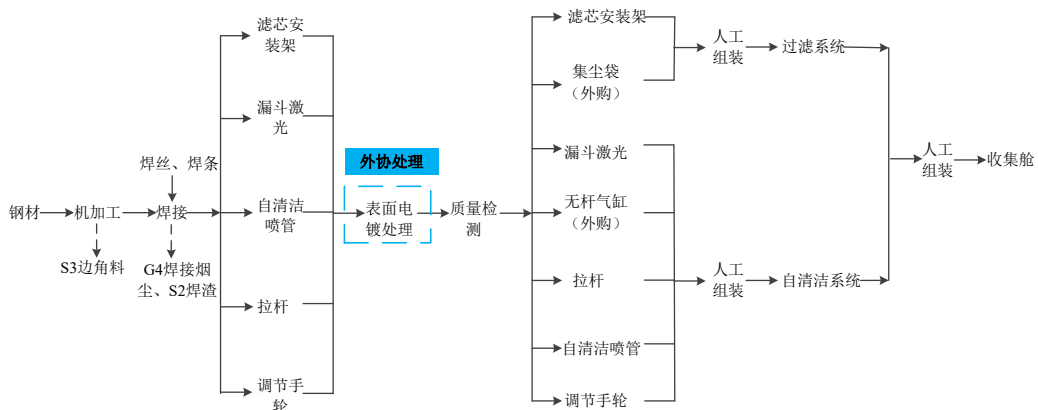 滤芯安
装架
漏斗激
光
焊丝、焊条
钢材
机加工
焊接
自清洁
喷管
S3边角料
G4焊接烟
尘、S2焊渣
拉杆
调节手
轮
外协处理
表面电
镀处理
质量检
测
滤芯安装架
集尘袋
（外购）
人工
组装
过滤系统
漏斗激光
无杆气缸
（外购）
拉杆
自清洁喷管
调节手轮
人工
组装
自清洁系统
人工
组装
收集舱